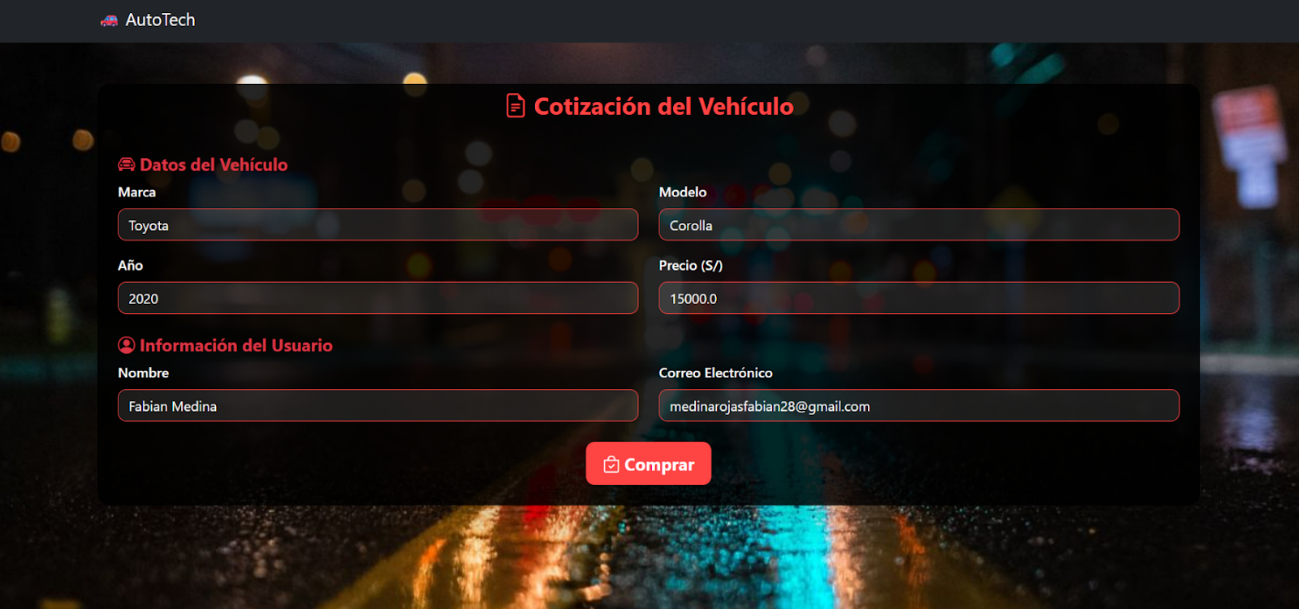 AutoTech
Cotización del Vehículo
Datos del Vehículo
Marca
Modelo
Toyota
Corolla
Año
Precio (S/)
2020
15000.0
Información del Usuario
Nombre
Correo Electrónico
Fabian Medina
medinarojasfabian28@gmail.com
Comprar